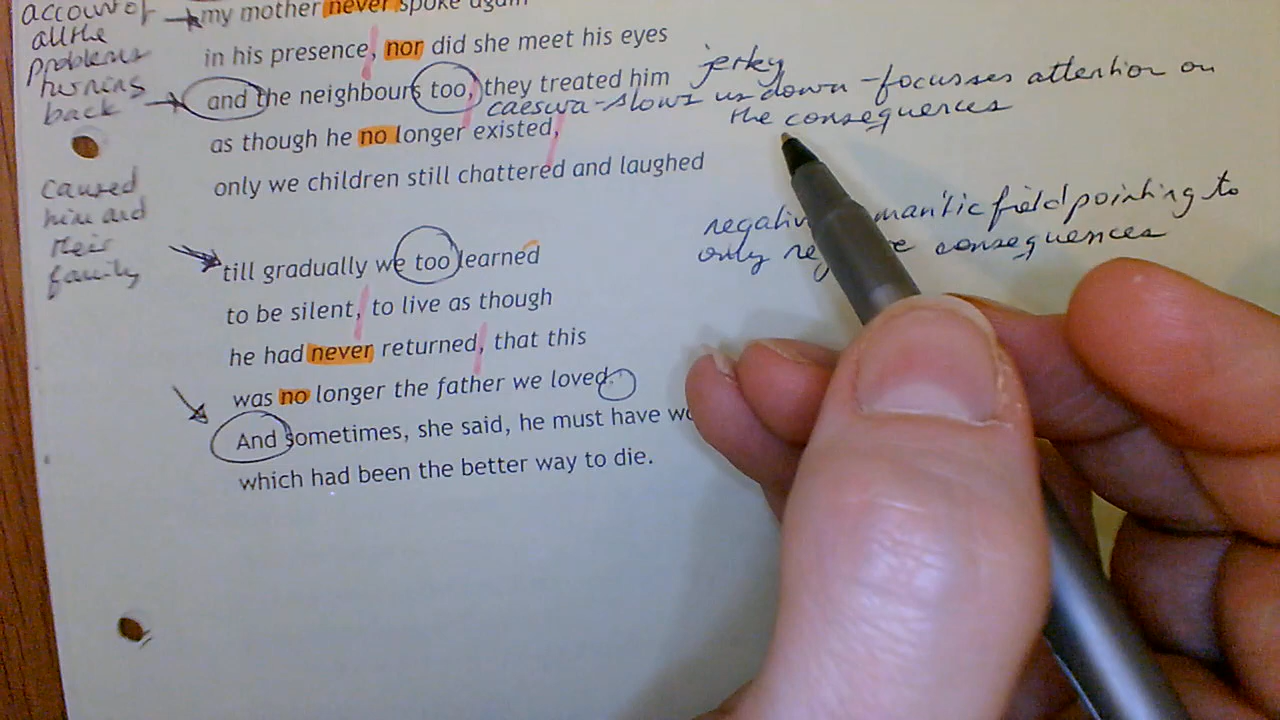 account of
all the
problems
turning
back
caused
him and
their
family
my mother never spoke again
in his presence, nor did she meet his eyes
and the neighbours too, they treated him
as though he no longer existed,
only we children still chattered and laughed
till gradually we too learned
to be silent, to live as though
he had never returned, that this
was no longer the father we loved.
And sometimes, she said, he must have
which had been the better way to die.
jerky
caeswa - slows us down - focusses attention on
the consequences
field pointing to
only consequences